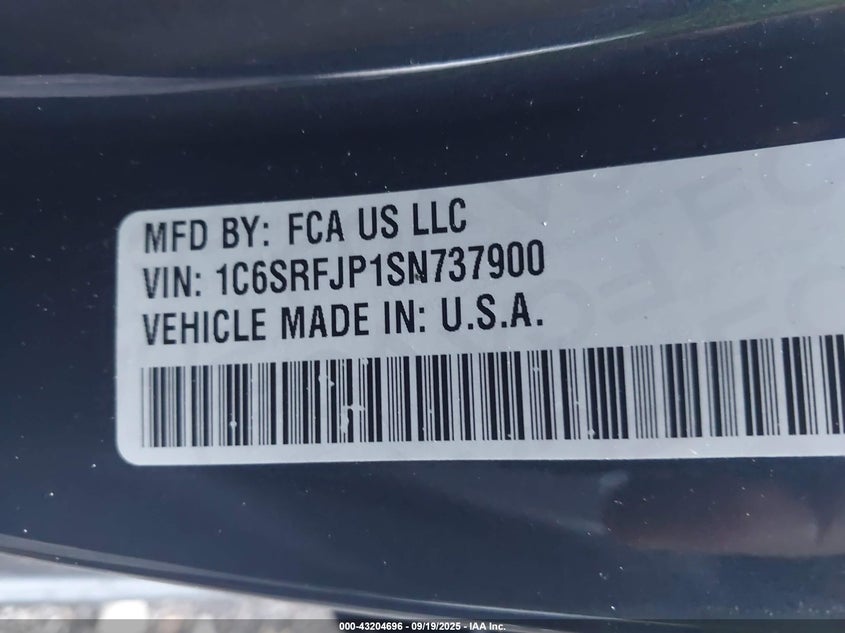 MFD BY: FCA US LLC
VIN: 1C6SRFJP1SN737900
VEHICLE MADE IN: U.S.A.
000-43204696 - 09/19/2025 - IAA Inc.